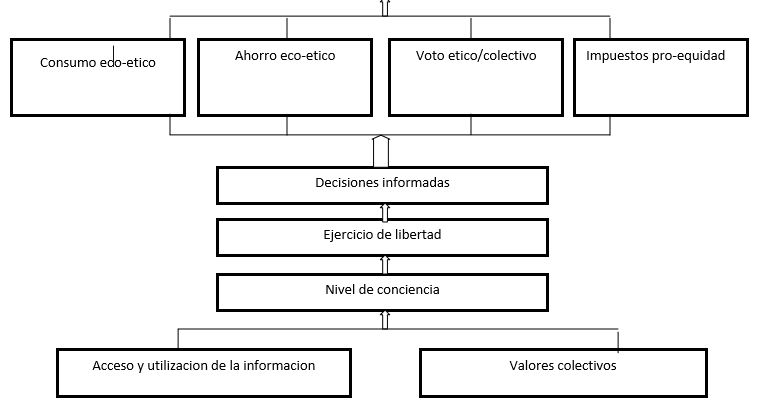 Consumo eco-etico
Ahorro eco-etico
Voto etico/colectivo
Impuestos pro-equidad
Decisiones informadas
Ejercicio de libertad
Nivel de conciencia
Acceso y utilizacion de la informacion
Valores colectivos